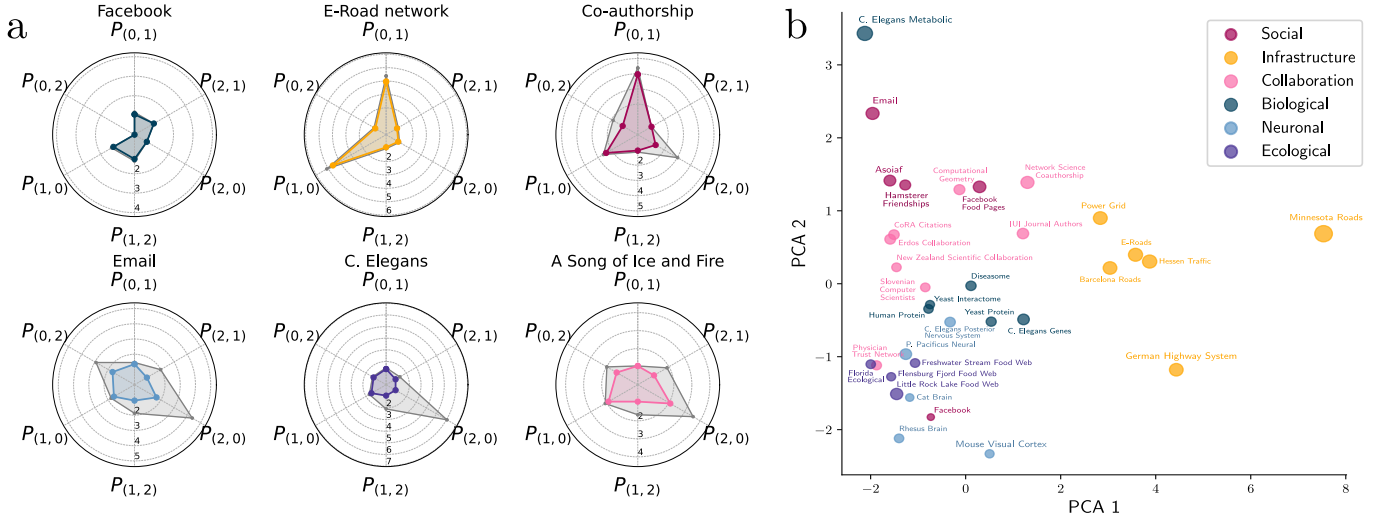 a
Facebook
P(0, 1)
P(0, 2)
P(2, 1)
P(1, 0)
P(2, 0)
P(1, 2)
2
3
4
E-Road network
P(0, 1)
P(0, 2)
P(2, 1)
P(1, 0)
P(2, 0)
P(1, 2)
2
3
4
5
6
Co-authorship
P(0, 1)
P(0, 2)
P(2, 1)
P(1, 0)
P(2, 0)
P(1, 2)
2
3
4
5
Email
P(0, 1)
P(0, 2)
P(2, 1)
P(1, 0)
P(2, 0)
P(1, 2)
2
3
4
5
C. Elegans
P(0, 1)
P(0, 2)
P(2, 1)
P(1, 0)
P(2, 0)
P(1, 2)
2
3
4
5
6
7
A Song of Ice and Fire
P(0, 1)
P(0, 2)
P(2, 1)
P(1, 0)
P(2, 0)
P(1, 2)
2
3
4
b
C. Elegans Metabolic
Email
Asoiaf
Hamsterer
Friendships
Computational
Geometry
Facebook
Food Pages
Network Science
Coauthorship
CoRA Citations
Erdos Collaboration
IUI Journal Authors
Power Grid
Minnesota Roads
E-Roads
Hessen Traffic
Barcelona Roads
New Zealand Scientific Collaboration
Slovenian
Computer
Scientists
Diseasome
Yeast Interactome
Human Protein
Yeast Protein
C. Elegans Genes
C. Elegans Posterior
Nervous System
P. Pacificus Neural
Physician
Trust Network
Freshwater Stream Food Web
Florida
Ecological
Flensburg Fjord Food Web
Little Rock Lake Food Web
Cat Brain
German Highway System
Facebook
Rhesus Brain
Mouse Visual Cortex
Social
Infrastructure
Collaboration
Biological
Neuronal
Ecological
3
2
1
0
−1
−2
PCA 2
−2
0
2
4
6
8
PCA 1